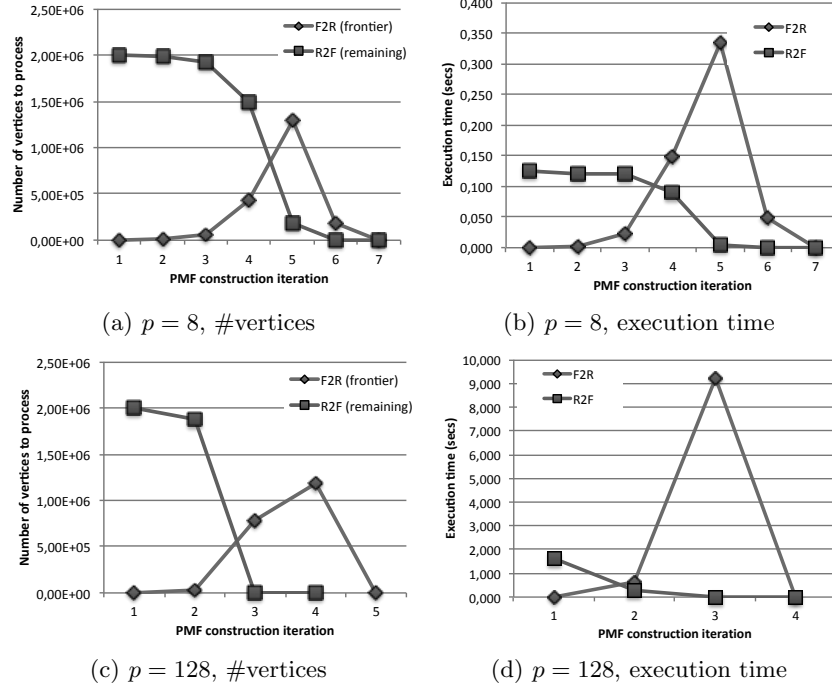 2,50E+06
2,00E+06
1,50E+06
1,00E+06
5,00E+05
0,00E+00
Number of vertices to process
F2R (frontier)
R2F (remaining)
1 2 3 4 5 6 7
PMF construction iteration
(a) p = 8, #vertices
0,400
0,350
0,300
0,250
0,200
0,150
0,100
0,050
0,000
Execution time (secs)
F2R
R2F
1 2 3 4 5 6 7
PMF construction iteration
(b) p = 8, execution time
2,50E+06
2,00E+06
1,50E+06
1,00E+06
5,00E+05
0,00E+00
Number of vertices to process
F2R (frontier)
R2F (remaining)
1 2 3 4 5
PMF construction iteration
(c) p = 128, #vertices
10,000
9,000
8,000
7,000
6,000
5,000
4,000
3,000
2,000
1,000
0,000
Execution time (secs)
F2R
R2F
1 2 3 4
PMF construction iteration
(d) p = 128, execution time